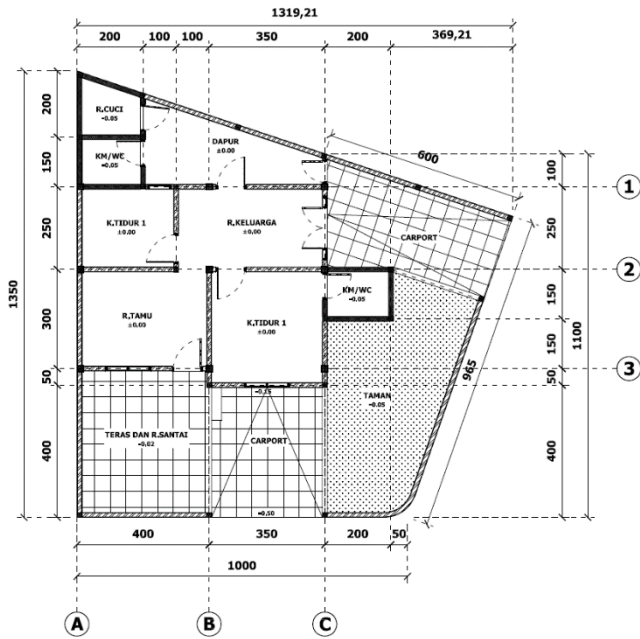 1319,21
200 100 100 350 200 369,21
R.CUCI
-0.05
KM/WC
-0.05
DAPUR
±0.00
600
K.TIDUR 1
±0.00
R.KELUARGA
±0,00
CARPORT
R.TAMU
±0.00
K.TIDUR 1
±0.00
KM/WC
-0.05
TAMAN
-0.05
965
-0.15
TERAS DAN R.SANTAI
-0.02
CARPORT
-0,50
200
150
250
300
50
400
1350
100
250
150
150
50
400
1100
1
2
3
400 350 200 50
1000
A B C